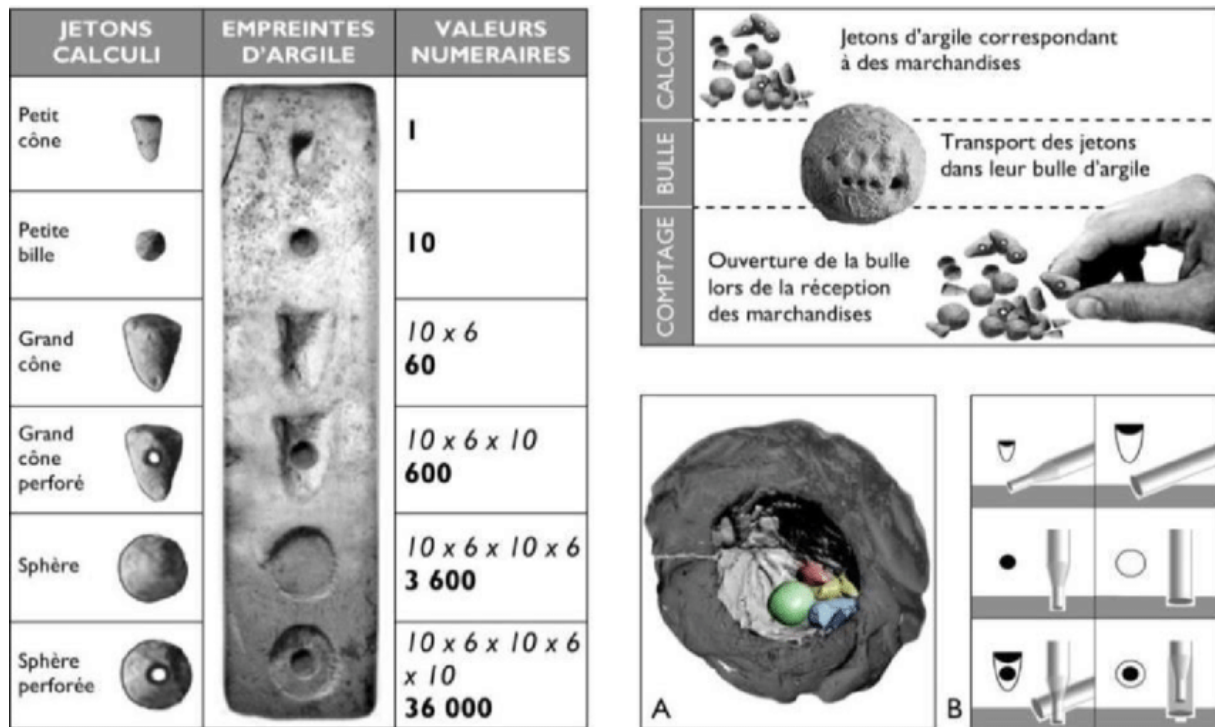 JETONS
CALCULI
EMPREINTES
D'ARGILE
VALEURS
NUMERAIRES
Petit
cône
1
Petite
bille
10
Grand
cône
10 x 6
60
Grand
cône
perforé
10 x 6 x 10
600
Sphère
10 x 6 x 10 x 6
3 600
Sphère
perforée
10 x 6 x 10 x 6
x 10
36 000
CALCULI
Jetons d'argile correspondant
à des marchandises
BULLE
Transport des jetons
dans leur bulle d'argile
COMPTAGE
Ouverture de la bulle
lors de la réception
des marchandises
A
B